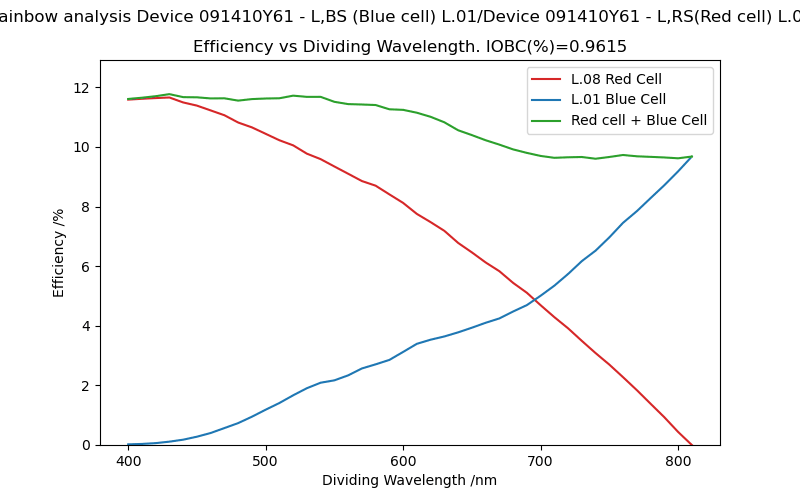 ainbow analysis Device 091410Y61 - L,BS (Blue cell) L.01/Device 091410Y61 - L,RS(Red cell) L.0
Efficiency vs Dividing Wavelength. IOBC(%)=0.9615
L.08 Red Cell
L.01 Blue Cell
Red cell + Blue Cell
Efficiency /%
12
10
8
6
4
2
0
400 500 600 700 800
Dividing Wavelength /nm